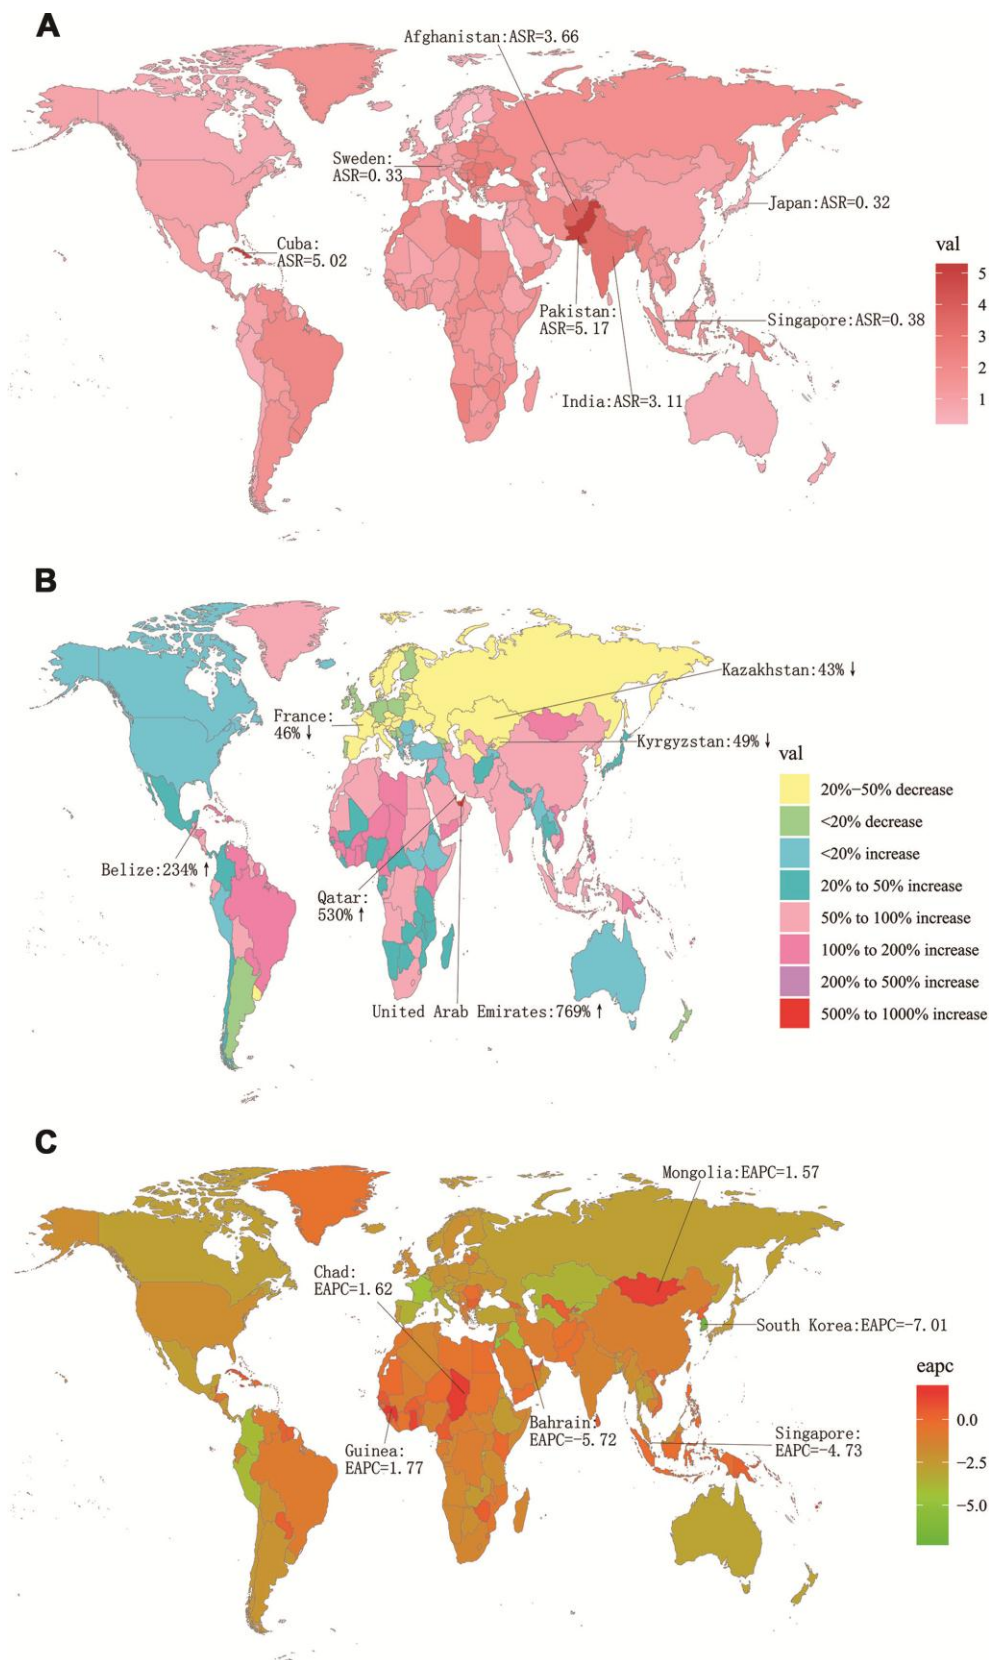 A
Afghanistan:ASR=3.66
Sweden:
ASR=0.33
Japan:ASR=0.32
Cuba:
ASR=5.02
Pakistan:
ASR=5.17
Singapore:ASR=0.38
India:ASR=3.11
val
5
4
3
2
1
B
Kazakhstan:43% ↓
France:
46% ↓
Kyrgyzstan:49% ↓
Belize:234% ↑
Qatar:
530% ↑
United Arab Emirates:769% ↑
val
20%−50% decrease
<20% decrease
<20% increase
20% to 50% increase
50% to 100% increase
100% to 200% increase
200% to 500% increase
500% to 1000% increase
C
Mongolia:EAPC=1.57
Chad:
EAPC=1.62
South Korea:EAPC=−7.01
Bahrain:
EAPC=−5.72
Singapore:
EAPC=−4.73
Guinea:
EAPC=1.77
eapc
0.0
−2.5
−5.0